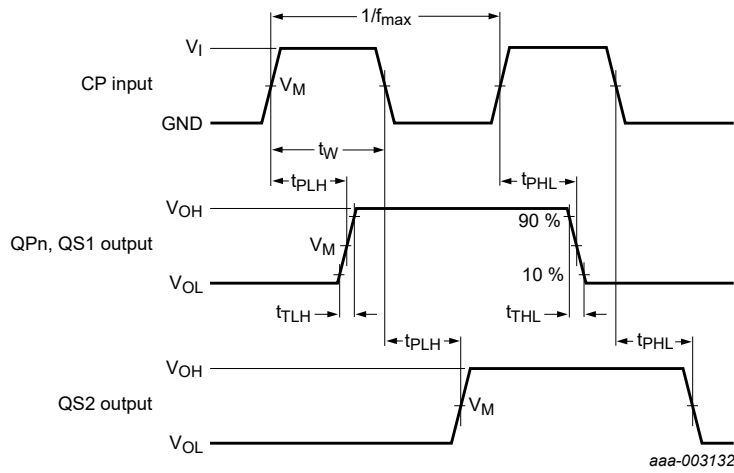 1/fmax
VI
CP input
VM
GND
tW
tPLH
tPHL
VOH
90 %
QPn, QS1 output
VM
10 %
VOL
tTLH
tTHL
tPLH
tPHL
VOH
QS2 output
VM
VOL
aaa-003132